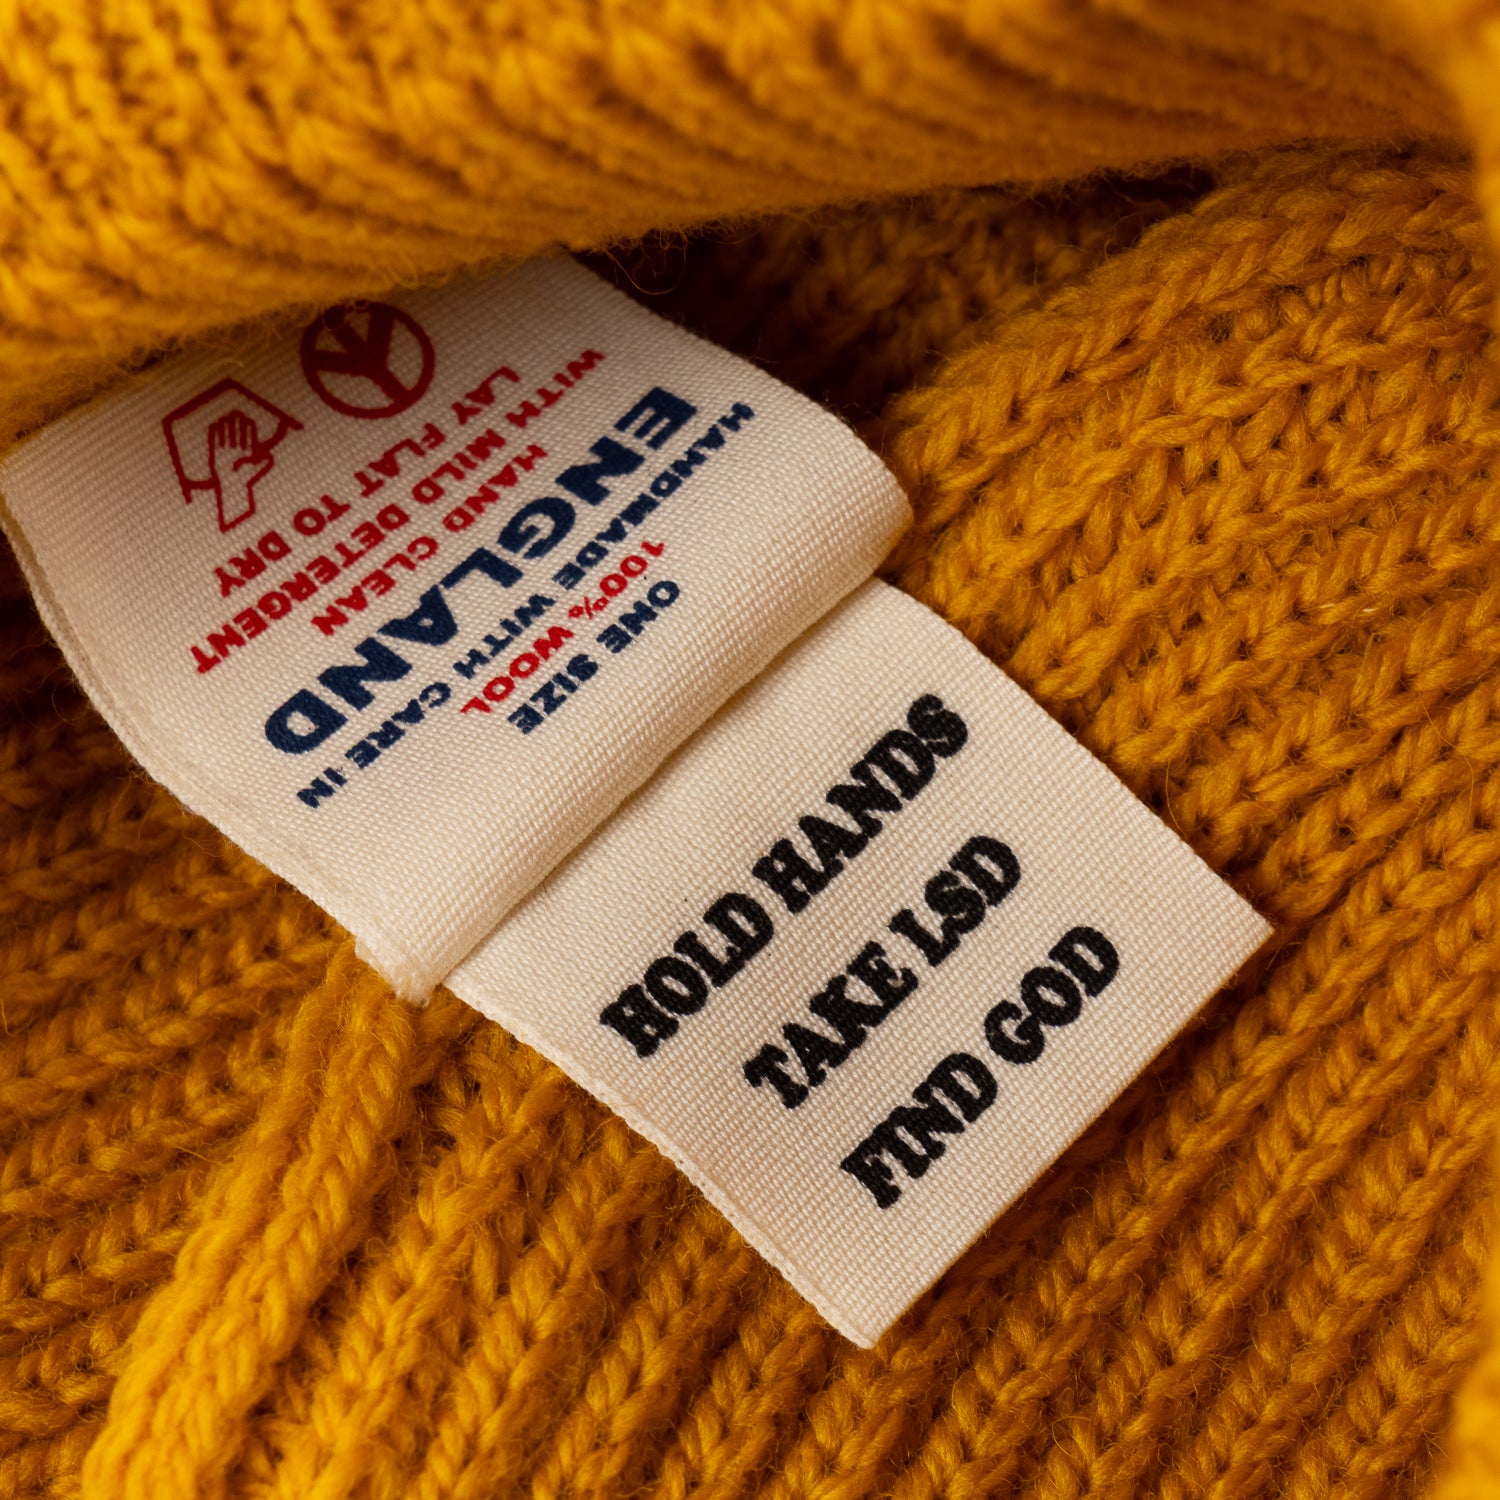 ONE SIZE
100% WOOL
HANDMADE WITH CARE IN
ENGLAND
HAND CLEAN
WITH MILD DETERGENT
LAY FLAT TO DRY
HOLD HANDS
TAKE LSD
FIND GOD